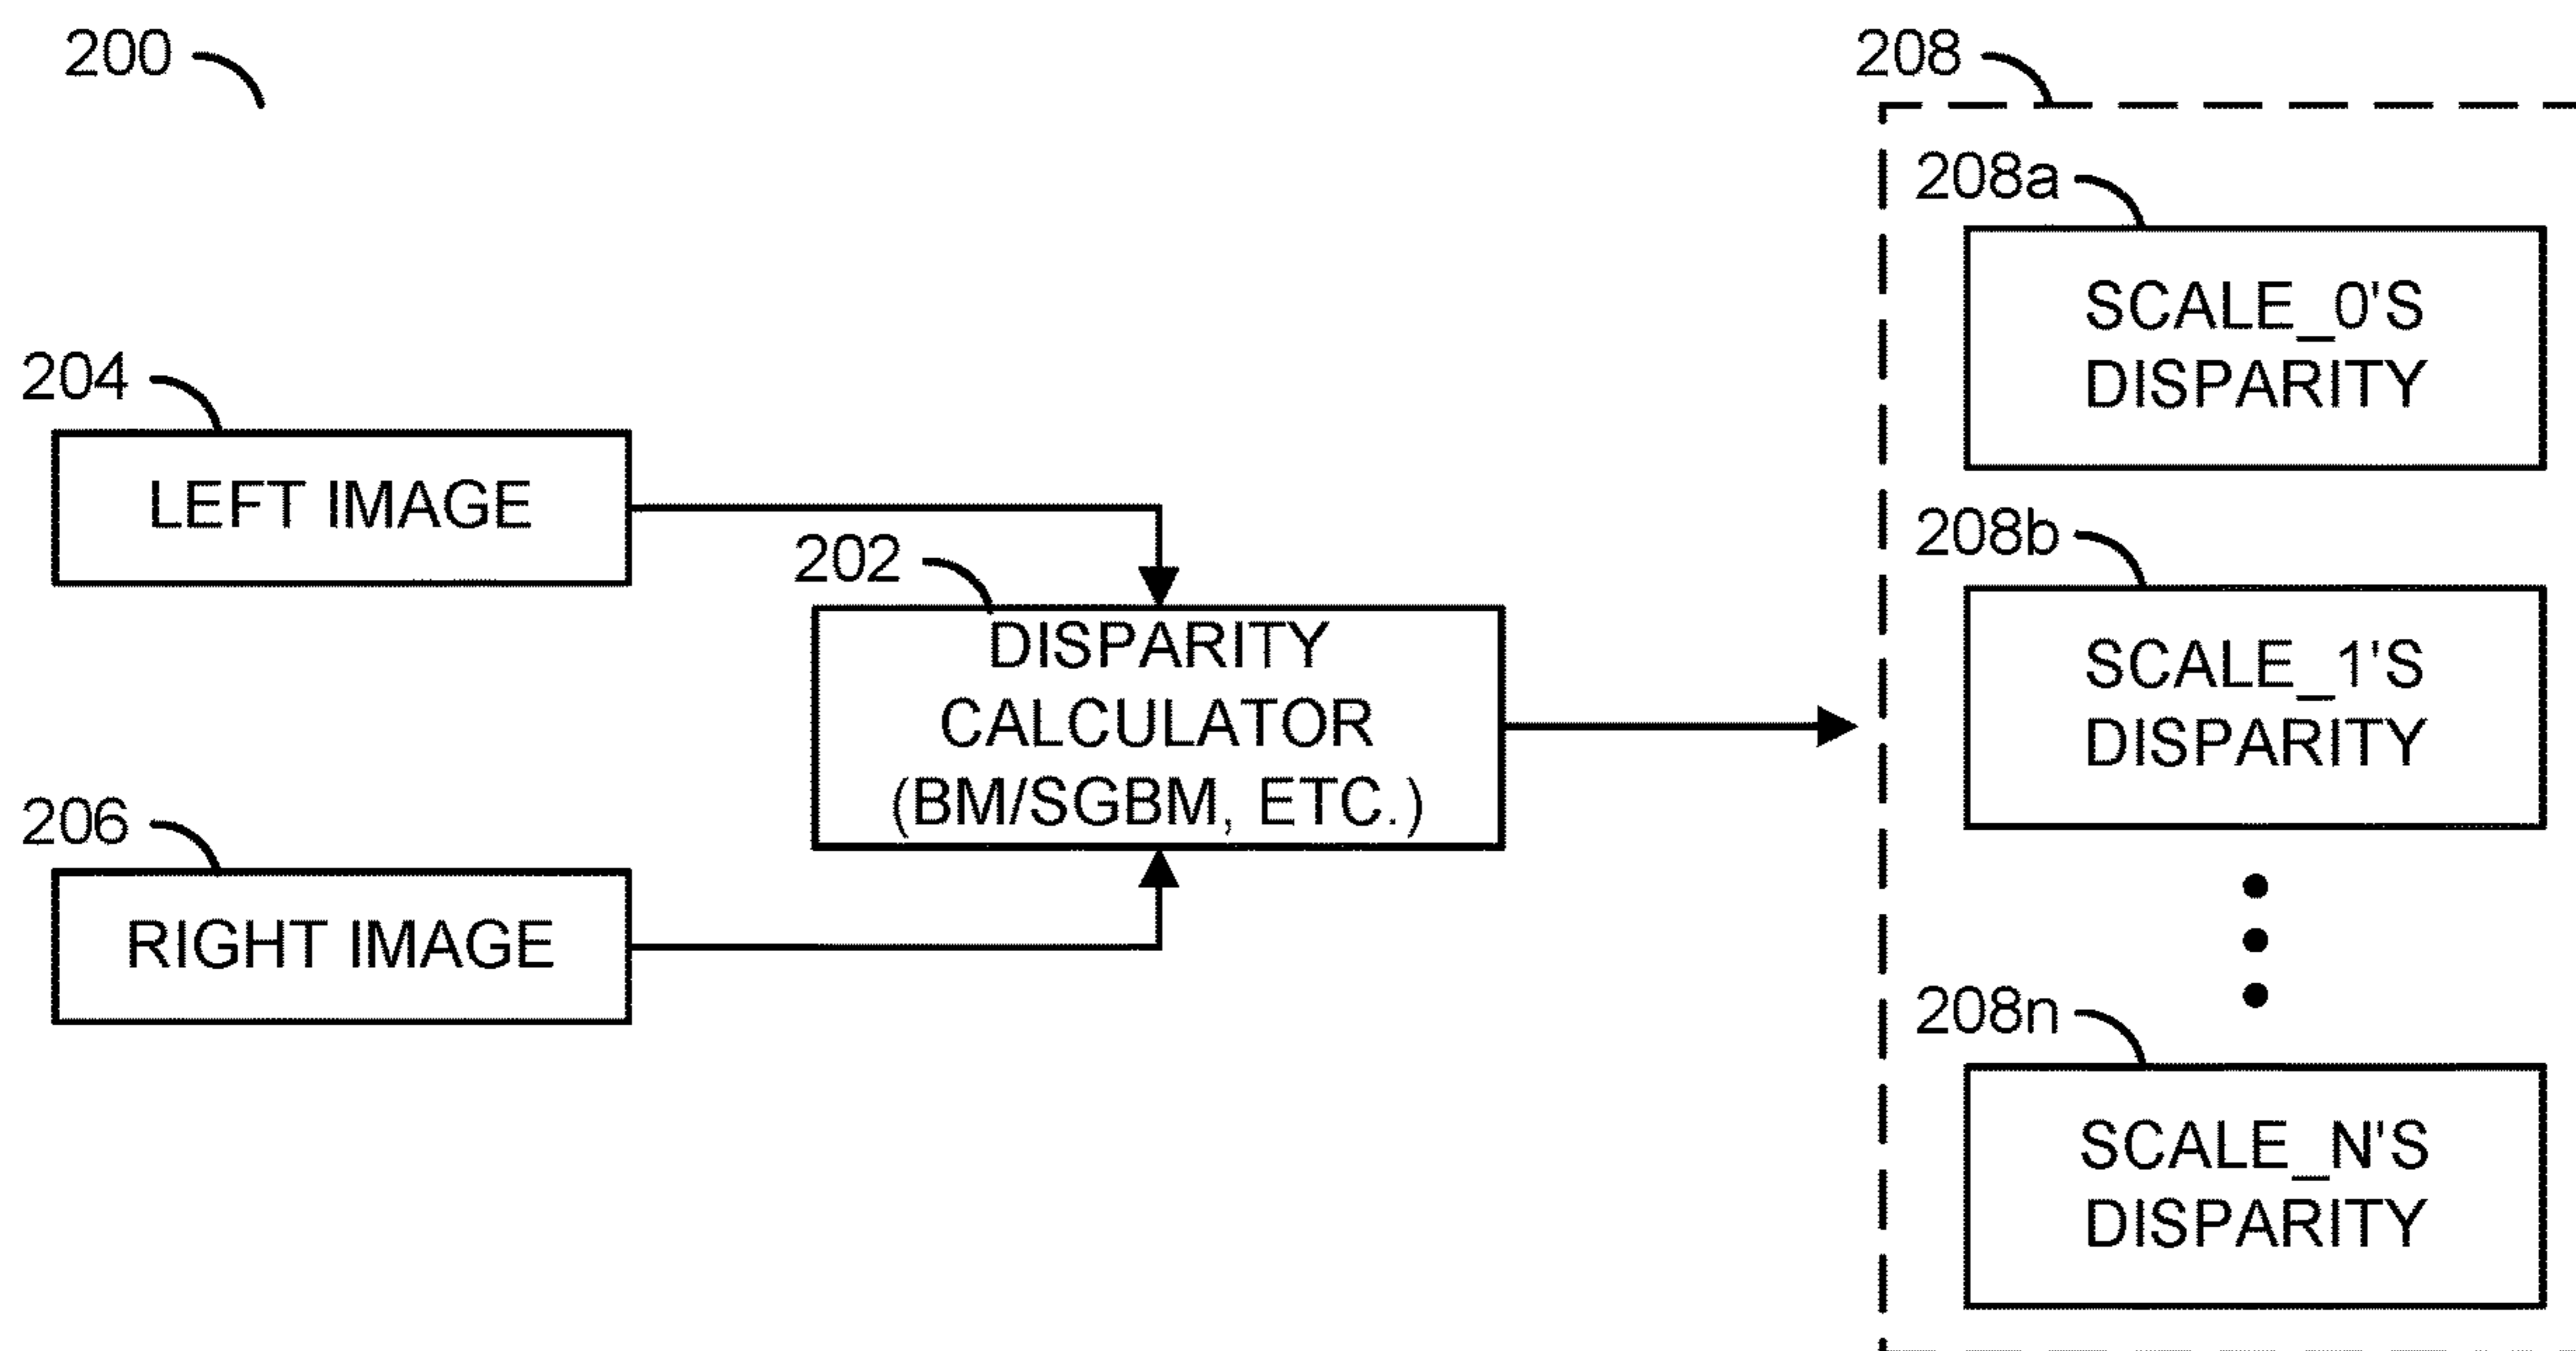 200
208
208a
SCALE_0'S
DISPARITY
204
LEFT IMAGE
202
DISPARITY
CALCULATOR
(BM/SGBM, ETC.)
208b
SCALE_1'S
DISPARITY
206
RIGHT IMAGE
208n
SCALE_N'S
DISPARITY